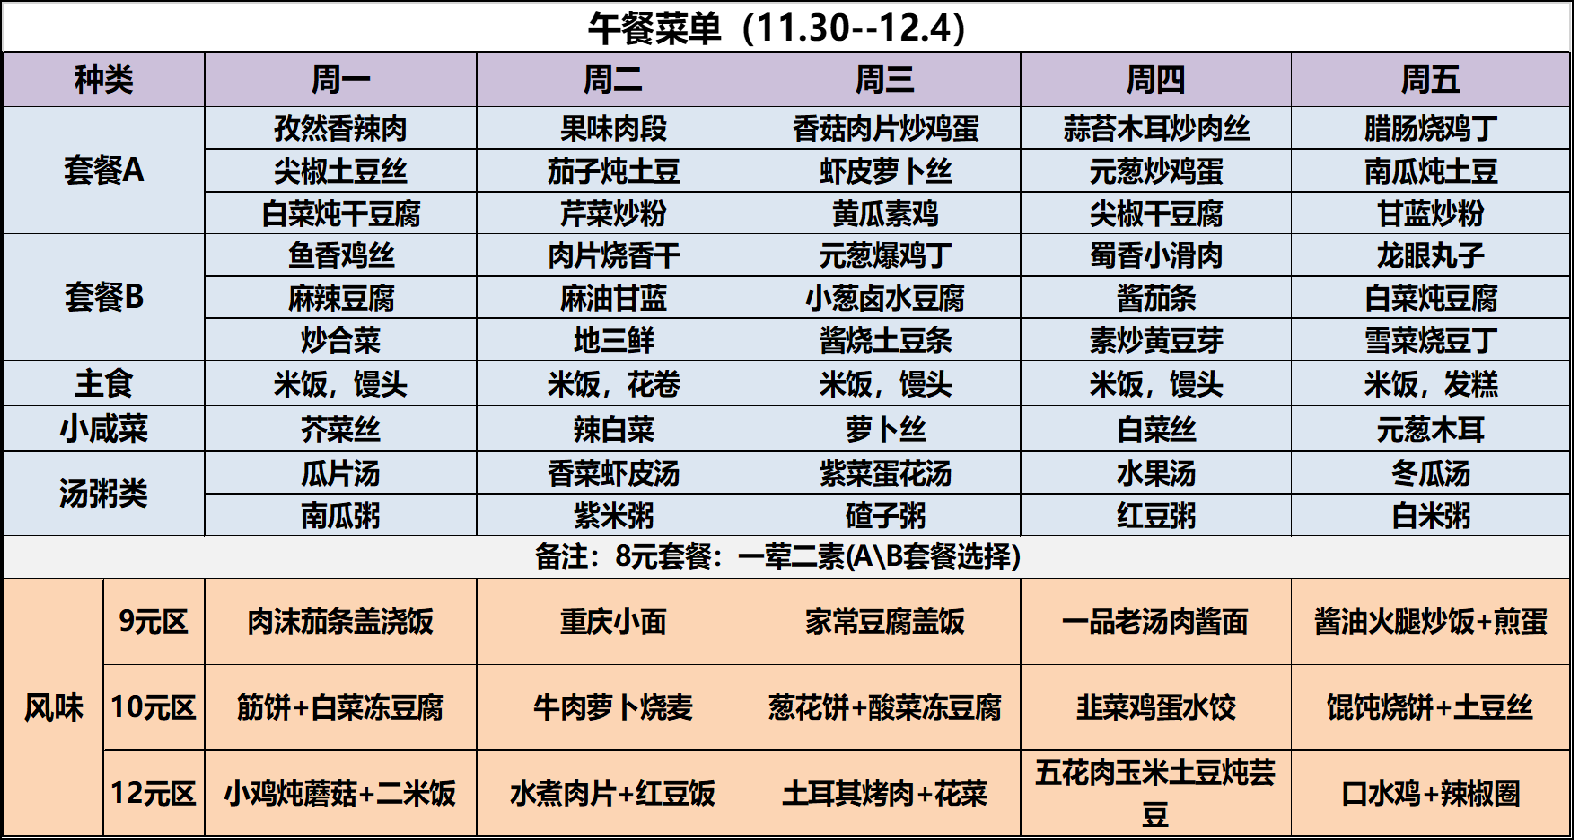 午餐菜单（11.30--12.4）
种类 周一 周二 周三 周四 周五
套餐A
孜然香辣肉 果味肉段 香菇肉片炒鸡蛋 蒜苔木耳炒肉丝 腊肠烧鸡丁
尖椒土豆丝 茄子炖土豆 虾皮萝卜丝 元葱炒鸡蛋 南瓜炖土豆
白菜炖干豆腐 芹菜炒粉 黄瓜素鸡 尖椒干豆腐 甘蓝炒粉
套餐B
鱼香鸡丝 肉片烧香干 元葱爆鸡丁 蜀香小滑肉 龙眼丸子
麻辣豆腐 麻油甘蓝 小葱卤水豆腐 酱茄条 白菜炖豆腐
炒合菜 地三鲜 酱烧土豆条 素炒黄豆芽 雪菜烧豆丁
主食 米饭，馒头 米饭，花卷 米饭，馒头 米饭，馒头 米饭，发糕
小咸菜 芥菜丝 辣白菜 萝卜丝 白菜丝 元葱木耳
汤粥类
瓜片汤 香菜虾皮汤 紫菜蛋花汤 水果汤 冬瓜汤
南瓜粥 紫米粥 碴子粥 红豆粥 白米粥
备注：8元套餐：一荤二素(A\B套餐选择)
风味
9元区 肉沫茄条盖浇饭 重庆小面 家常豆腐盖饭 一品老汤肉酱面 酱油火腿炒饭+煎蛋
10元区 筋饼+白菜冻豆腐 牛肉萝卜烧麦 葱花饼+酸菜冻豆腐 韭菜鸡蛋水饺 馄饨烧饼+土豆丝
12元区 小鸡炖蘑菇+二米饭 水煮肉片+红豆饭 土耳其烤肉+花菜 五花肉玉米土豆炖芸
豆 口水鸡+辣椒圈